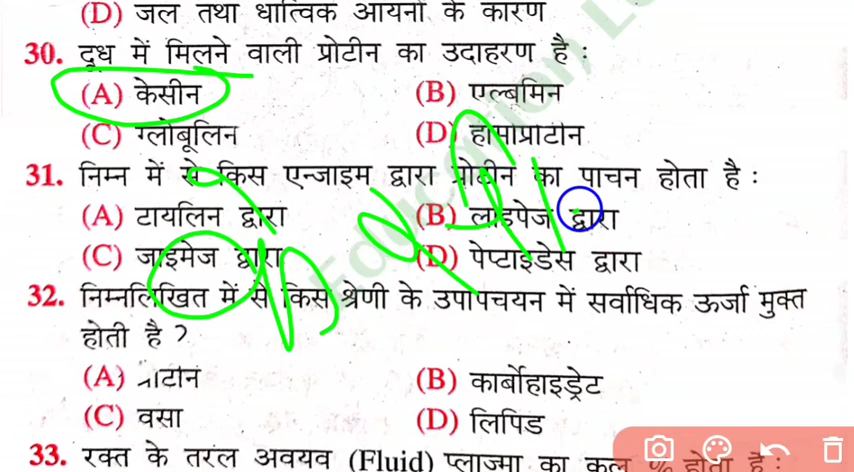 (D) जल तथा धात्विक आयनों के कारण
30. दूध में मिलने वाली प्रोटीन का उदाहरण है :
(A) केसीन (B) एल्बूमिन
(C) ग्लोबूलिन (D)
31. निम्न में से किस एन्जाइम द्वारा प्रोटीन का पाचन होता है :
(A) टायलिन द्वारा (B) लाइपेज द्वारा
(C) जाइमेज द्वारा (D) पेप्टाइडेस द्वारा
32. निम्नलिखित में से किस श्रेणी के उपापचयन में सर्वाधिक ऊर्जा मुक्त
होती है ?
(A) प्रोटीन (B) कार्बोहाइड्रेट
(C) वसा (D) लिपिड
33. रक्त के तरल अवयव (Fluid) प्लाज्मा का कुल % होता है :